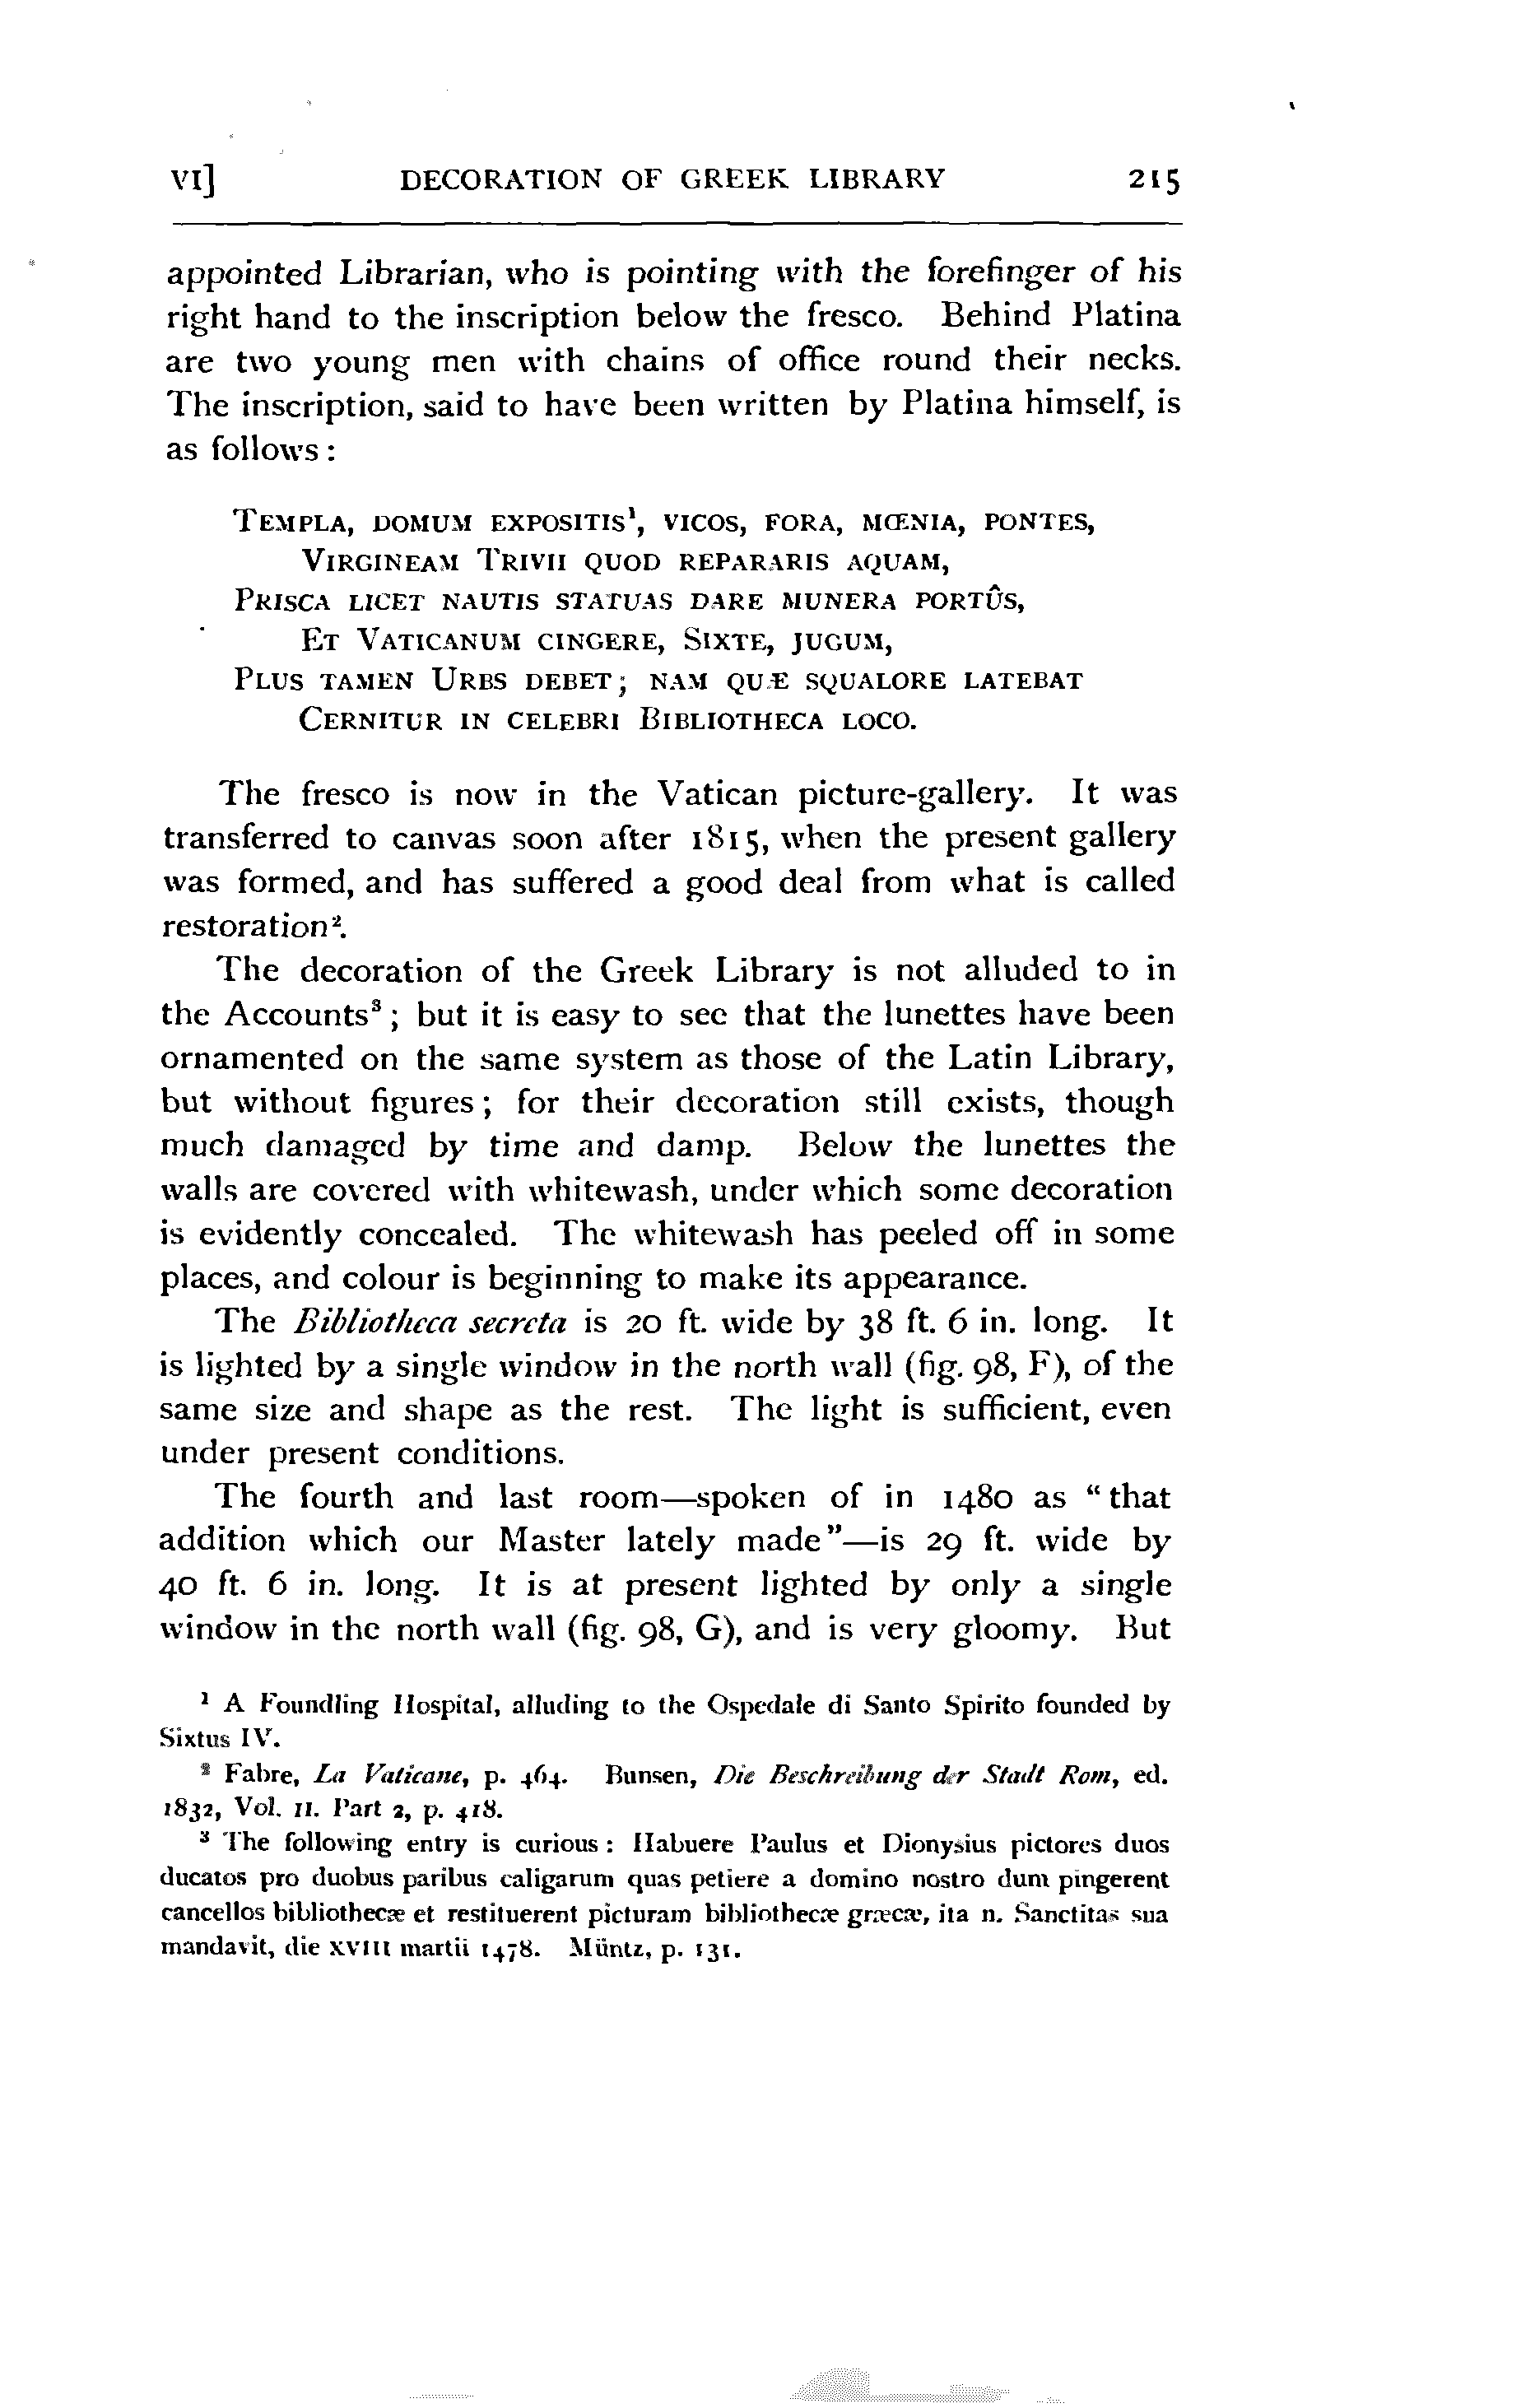 VI] DECORATION OF GREEK LIBRARY 215
appointed Librarian, who is pointing with the forefinger of his
right hand to the inscription below the fresco. Behind Platina
are two young men with chains of office round their necks.
The inscription, said to have been written by Platina himself, is
as follows:
TEMPLA, DOMUM EXPOSITIS¹, VICOS, FORA, MŒNIA, PONTES,
VIRGINEAM TRIVII QUOD REPARARIS AQUAM,
PRISCA LICET NAUTIS STATUAS DARE MUNERA PORTÛS,
ET VATICANUM CINGERE, SIXTE, JUGUM,
PLUS TAMEN URBS DEBET; NAM QUÆ SQUALORE LATEBAT
CERNITUR IN CELEBRI BIBLIOTHECA LOCO.
The fresco is now in the Vatican picture-gallery. It was
transferred to canvas soon after 1815, when the present gallery
was formed, and has suffered a good deal from what is called
restoration².
The decoration of the Greek Library is not alluded to in
the Accounts³; but it is easy to see that the lunettes have been
ornamented on the same system as those of the Latin Library,
but without figures; for their decoration still exists, though
much damaged by time and damp. Below the lunettes the
walls are covered with whitewash, under which some decoration
is evidently concealed. The whitewash has peeled off in some
places, and colour is beginning to make its appearance.
The Bibliotheca secreta is 20 ft. wide by 38 ft. 6 in. long. It
is lighted by a single window in the north wall (fig. 98, F), of the
same size and shape as the rest. The light is sufficient, even
under present conditions.
The fourth and last room—spoken of in 1480 as "that
addition which our Master lately made"—is 29 ft. wide by
40 ft. 6 in. long. It is at present lighted by only a single
window in the north wall (fig. 98, G), and is very gloomy. But
¹ A Foundling Hospital, alluding to the Ospedale di Santo Spirito founded by
Sixtus IV.
² Fabre, La Vaticane, p. 464. Bunsen, Die Beschreibung der Stadt Rom, ed.
1832, Vol. II. Part 2, p. 418.
³ The following entry is curious: Habuere Paulus et Dionysius pictores duos
ducatos pro duobus paribus caligarum quas petiere a domino nostro dum pingerent
cancellos bibliothecæ et restituerent picturam bibliothecæ græcæ, ita n. Sanctitas sua
mandavit, die XVIII martii 1478. Müntz, p. 131.